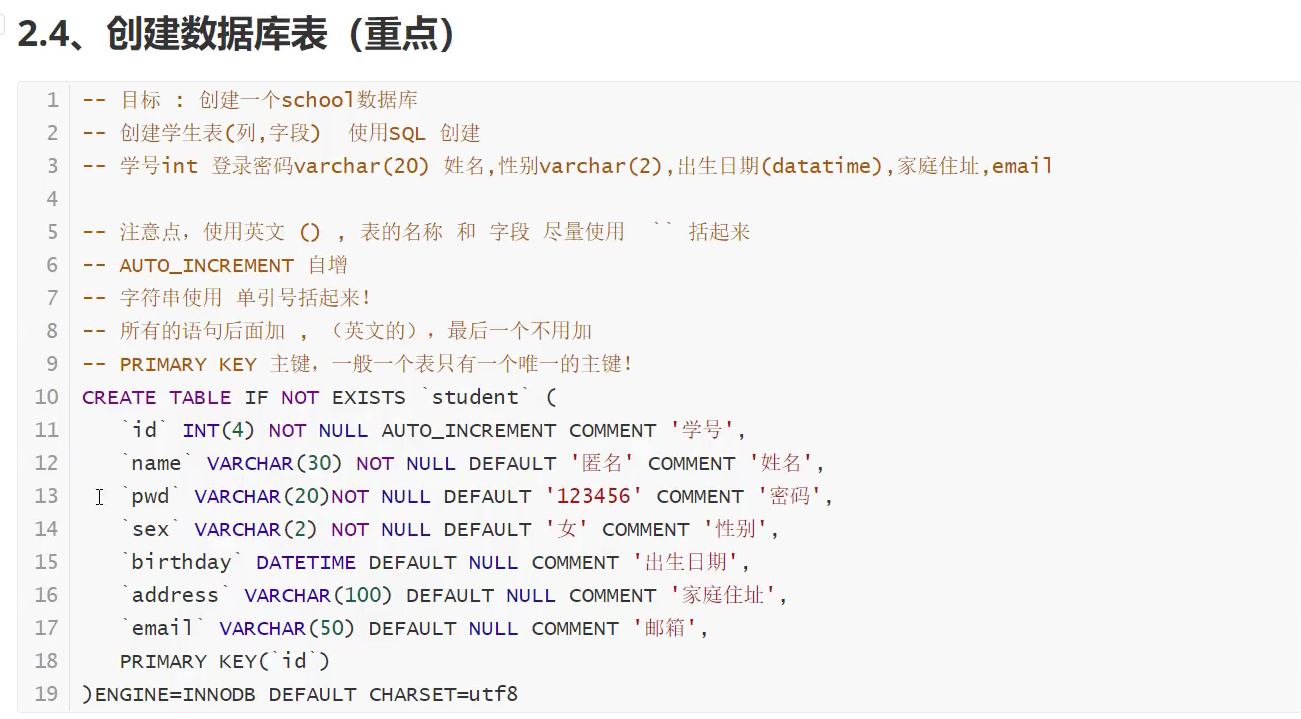 2.4、创建数据库表（重点）
1 -- 目标 : 创建一个school数据库
2 -- 创建学生表(列,字段) 使用SQL 创建
3 -- 学号int 登录密码varchar(20) 姓名,性别varchar(2),出生日期(datatime),家庭住址,email
4
5 -- 注意点，使用英文 () , 表的名称 和 字段 尽量使用 `` 括起来
6 -- AUTO_INCREMENT 自增
7 -- 字符串使用 单引号括起来!
8 -- 所有的语句后面加 , （英文的），最后一个不用加
9 -- PRIMARY KEY 主键，一般一个表只有一个唯一的主键!
10 CREATE TABLE IF NOT EXISTS `student` (
11 `id` INT(4) NOT NULL AUTO_INCREMENT COMMENT '学号',
12 `name` VARCHAR(30) NOT NULL DEFAULT '匿名' COMMENT '姓名',
13 `pwd` VARCHAR(20)NOT NULL DEFAULT '123456' COMMENT '密码',
14 `sex` VARCHAR(2) NOT NULL DEFAULT '女' COMMENT '性别',
15 `birthday` DATETIME DEFAULT NULL COMMENT '出生日期',
16 `address` VARCHAR(100) DEFAULT NULL COMMENT '家庭住址',
17 `email` VARCHAR(50) DEFAULT NULL COMMENT '邮箱',
18 PRIMARY KEY(`id`)
19 )ENGINE=INNODB DEFAULT CHARSET=utf8